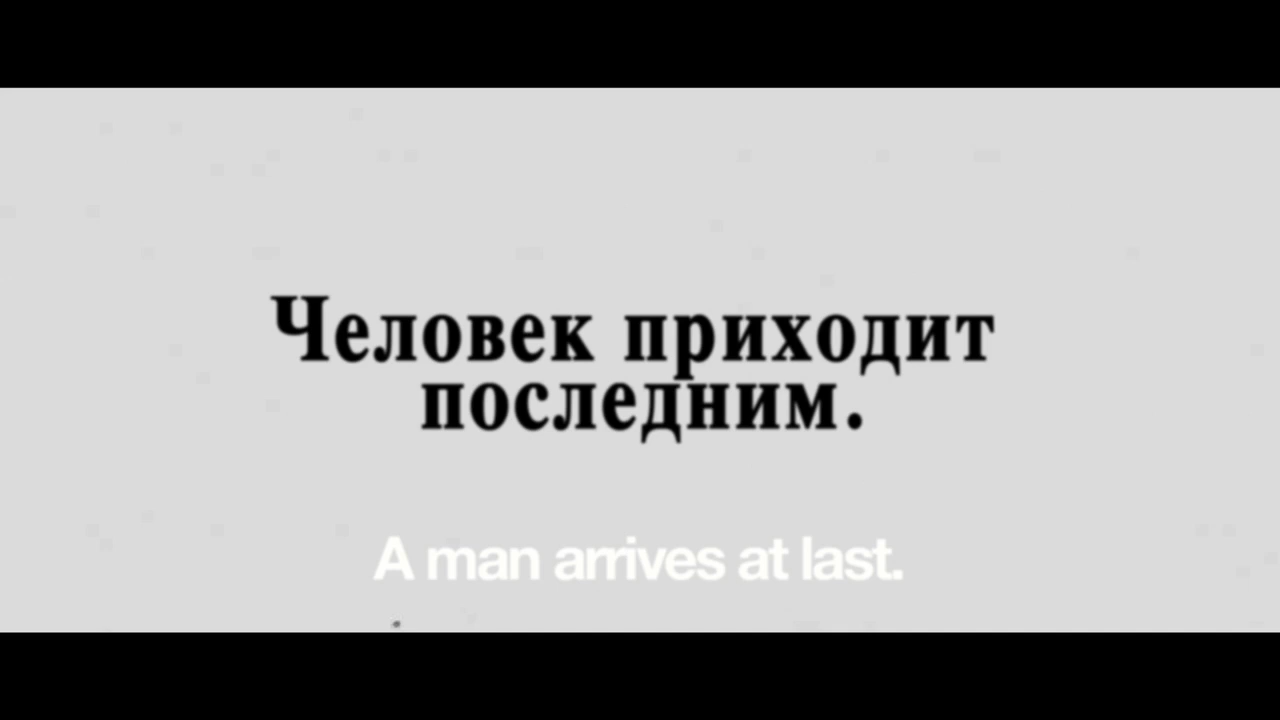 Человек приходит
последним.
A man arrives at last.